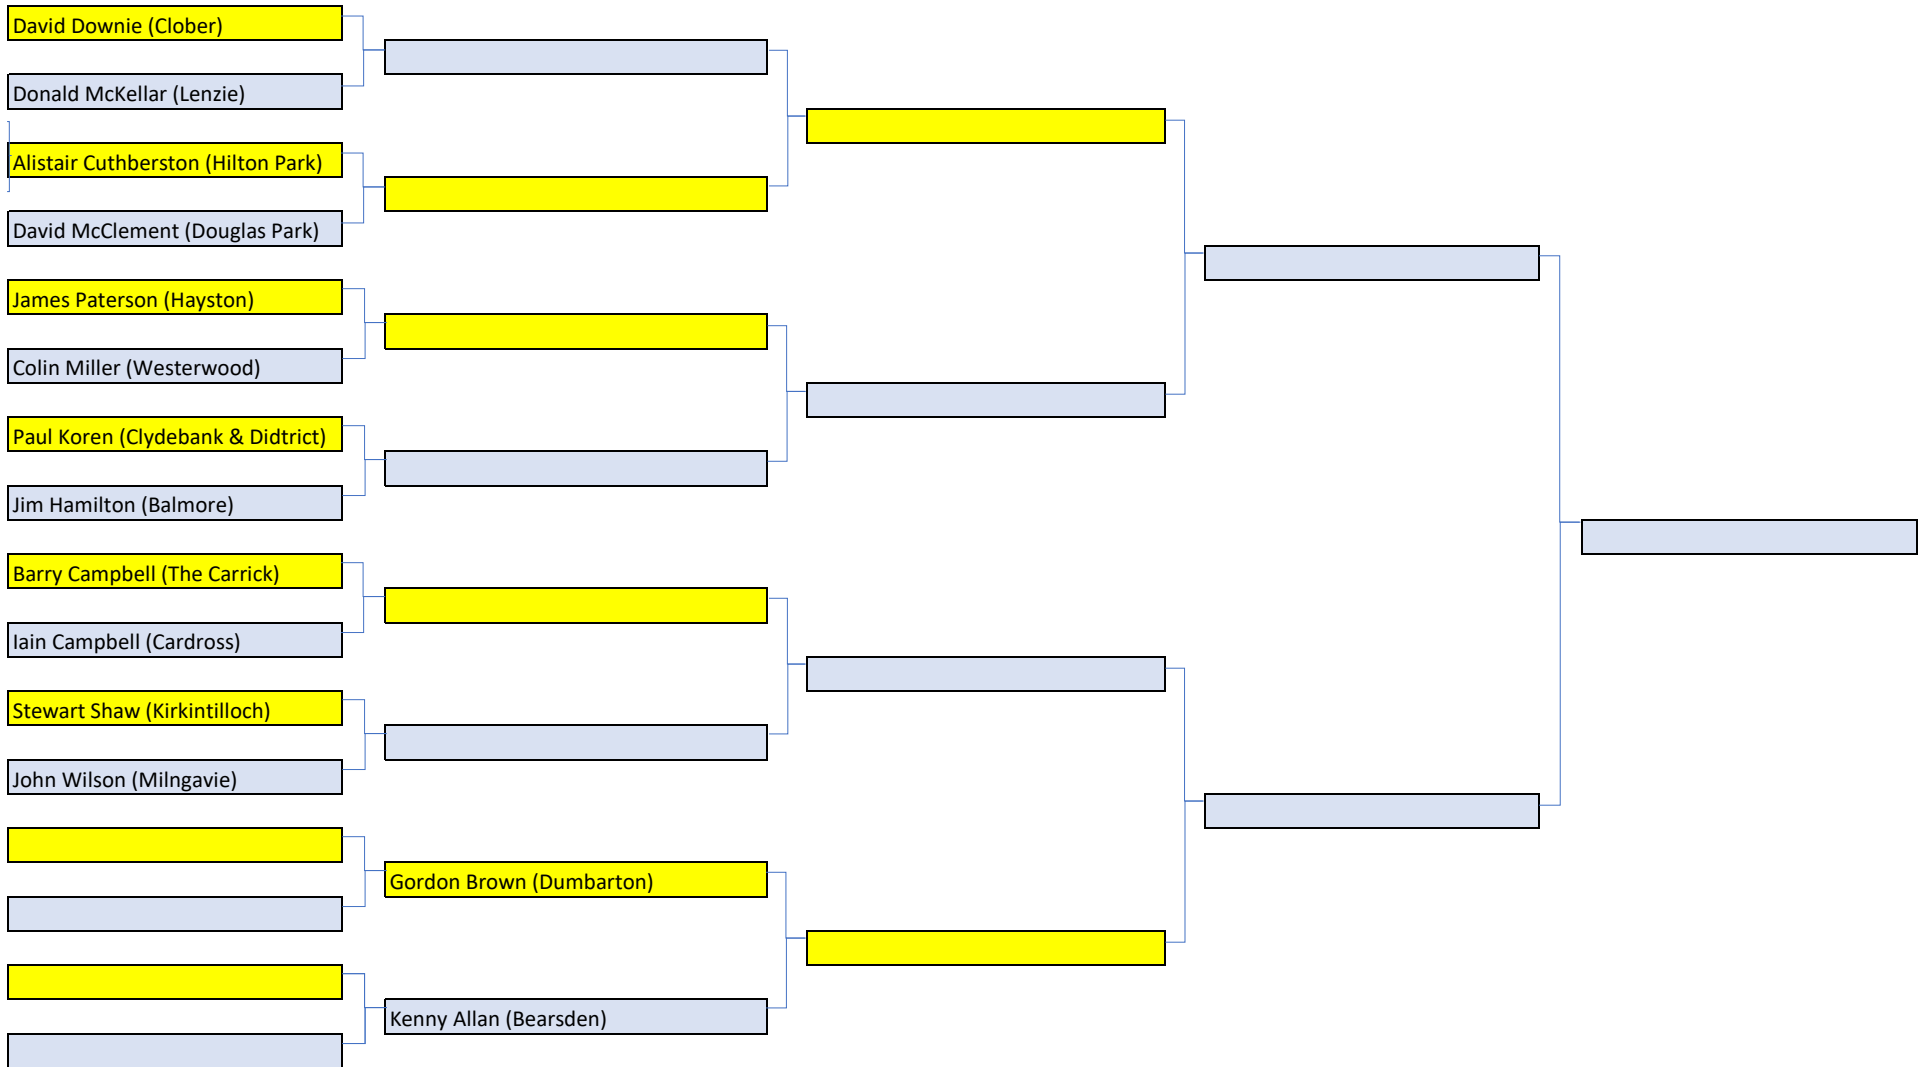 David Downie (Clober)
Donald McKellar (Lenzie)
Alistair Cuthberston (Hilton Park)
David McClement (Douglas Park)
James Paterson (Hayston)
Colin Miller (Westerwood)
Paul Koren (Clydebank & Didtrict)
Jim Hamilton (Balmore)
Barry Campbell (The Carrick)
Iain Campbell (Cardross)
Stewart Shaw (Kirkintilloch)
John Wilson (Milngavie)
Gordon Brown (Dumbarton)
Kenny Allan (Bearsden)